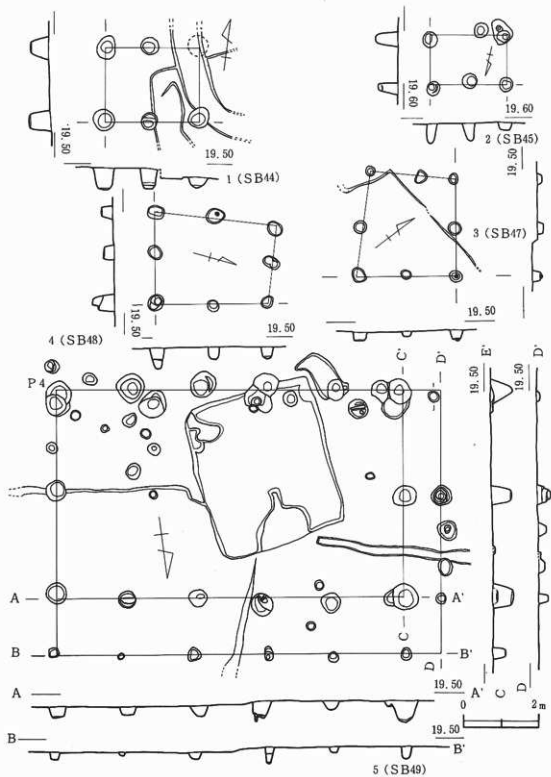 19.50
19.50
1 (SB44)
19.60
19.60
2 (SB45)
19.50
19.50
3 (SB47)
19.50
19.50
4 (SB48)
P4
C'
D'
E'
D'
19.50
19.50
A
A'
C
B
B'
D
A
19.50
A'
C
D
0
2m
B
19.50
B'
5 (SB49)